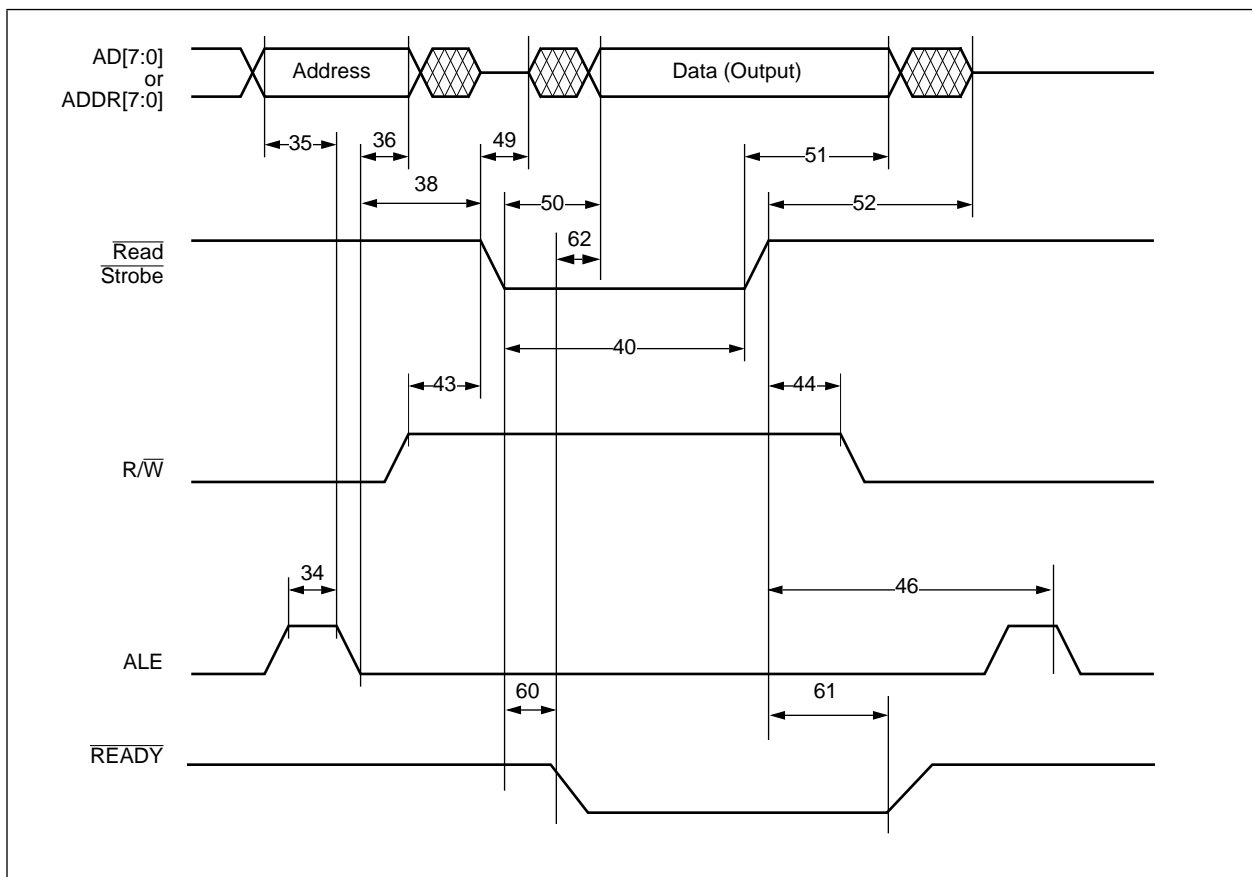 AD[7:0]
or
ADDR[7:0]
Address
Data (Output)
35
36
49
51
38
50
52
62
Read
Strobe
40
43
44
R/W
34
46
ALE
60
61
READY